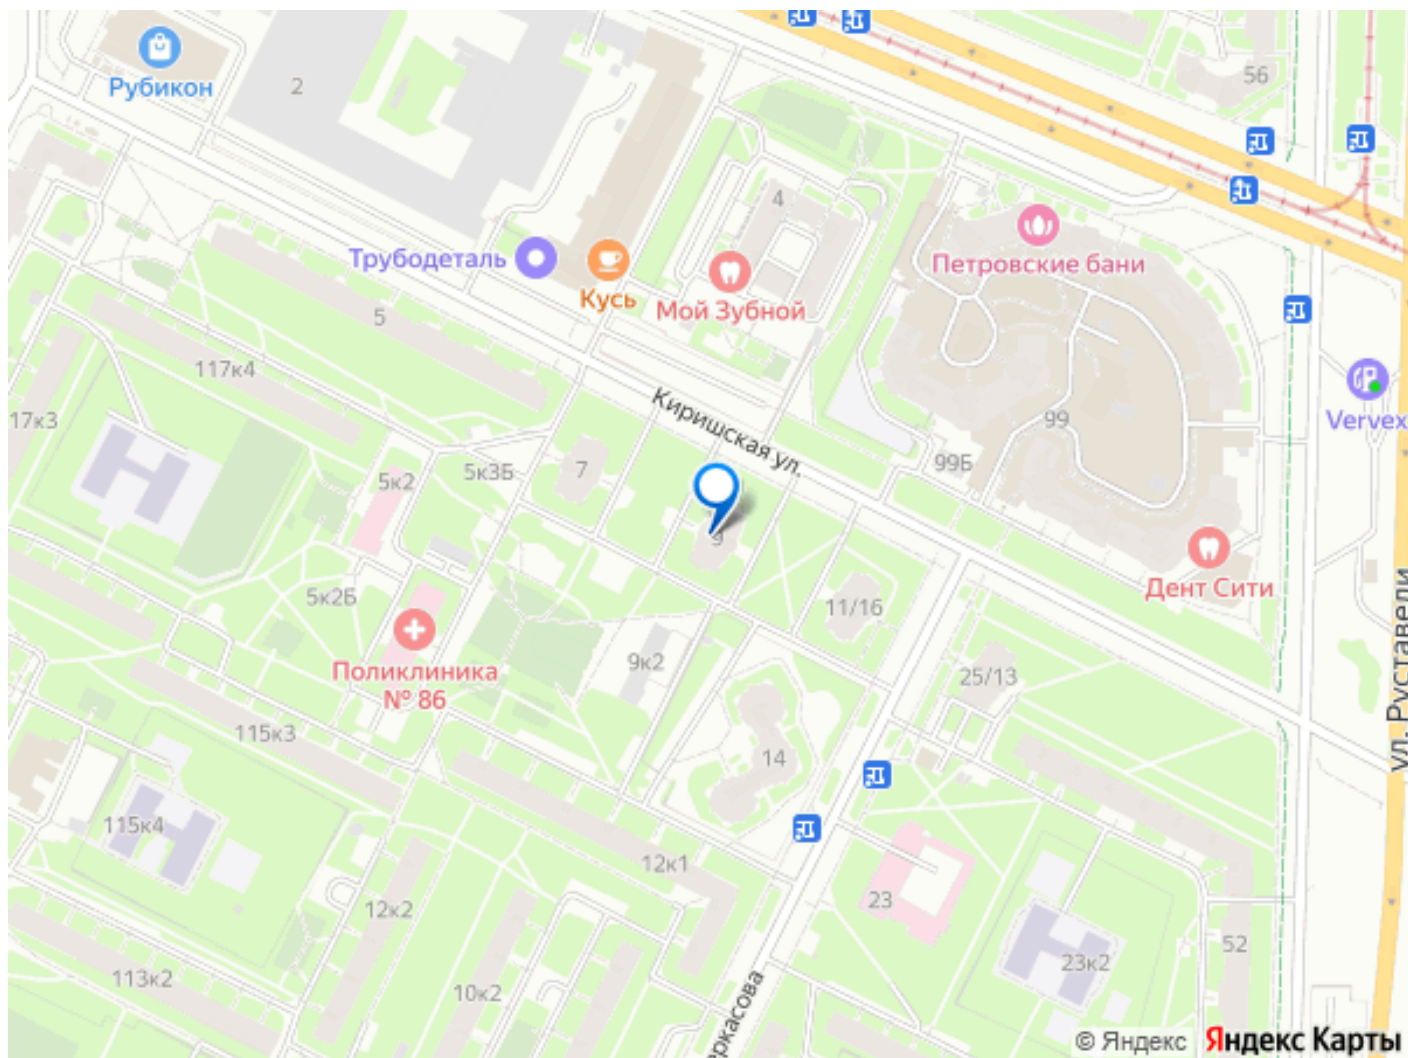 56
Рубикон
2
4
Петровские бани
Трубодеталь
Кусь
Мой Зубной
5
117к4
17к3
Киришская ул.
Vervex
99
99Б
7
5к3Б
5к2
9
Дент Сити
5к2Б
11/16
ул. Руставели
Поликлиника
№ 86
9к2
25/13
115к3
14
115к4
12к1
23
12к2
52
23к2
113к2
10к2
еркасова
© Яндекс
Яндекс Карты